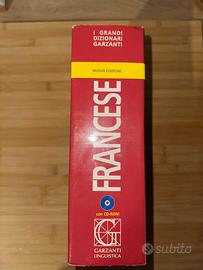 I GRANDI
DIZIONARI
GARZANTI
NUOVA EDIZIONE
FRANCESE
con CD-ROM
G
GARZANTI
LINGUISTICA
subito